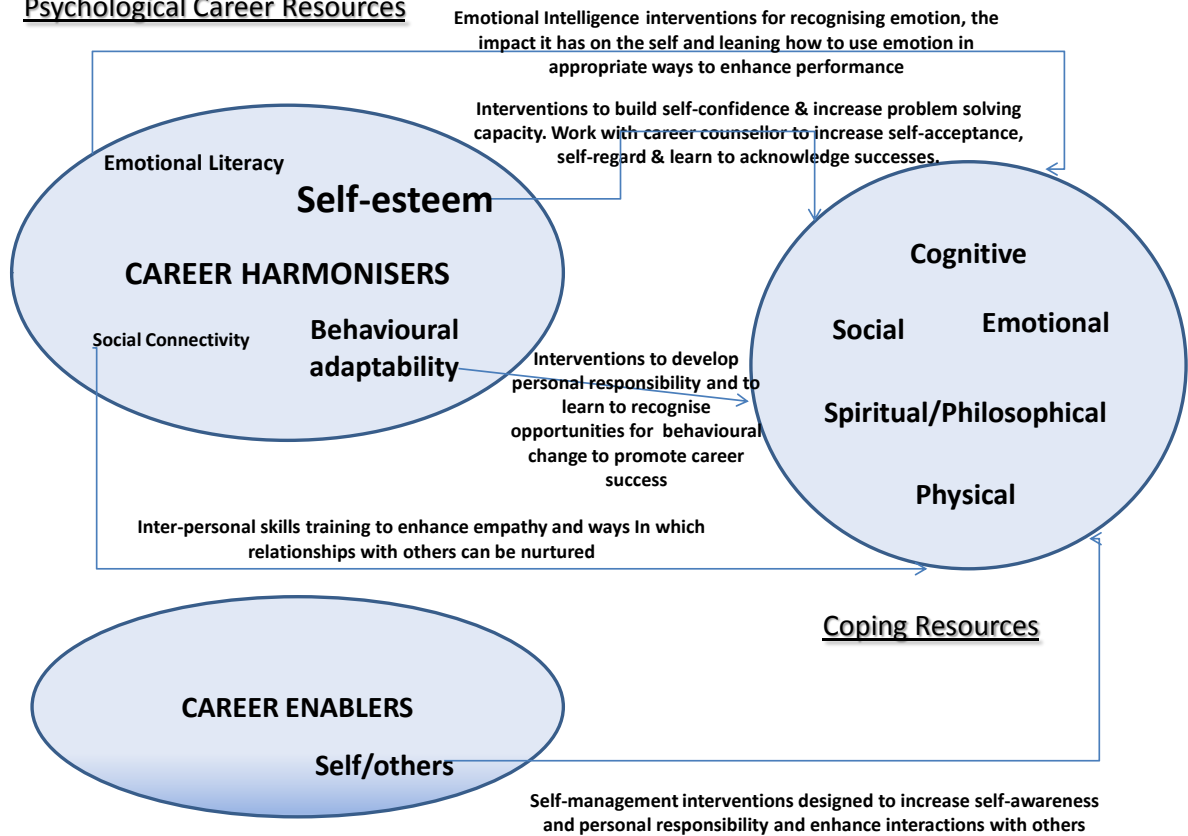 Psychological Career Resources
Emotional Intelligence interventions for recognising emotion, the
impact it has on the self and leaning how to use emotion in
appropriate ways to enhance performance
Interventions to build self-confidence & increase problem solving
capacity. Work with career counsellor to increase self-acceptance,
self-regard & learn to acknowledge successes.
Emotional Literacy
Self-esteem
CAREER HARMONISERS
Social Connectivity
Behavioural
adaptability
Interventions to develop
personal responsibility and to
learn to recognise
opportunities for behavioural
change to promote career
success
Cognitive
Social
Emotional
Spiritual/Philosophical
Physical
Inter-personal skills training to enhance empathy and ways In which
relationships with others can be nurtured
Coping Resources
CAREER ENABLERS
Self/others
Self-management interventions designed to increase self-awareness
and personal responsibility and enhance interactions with others